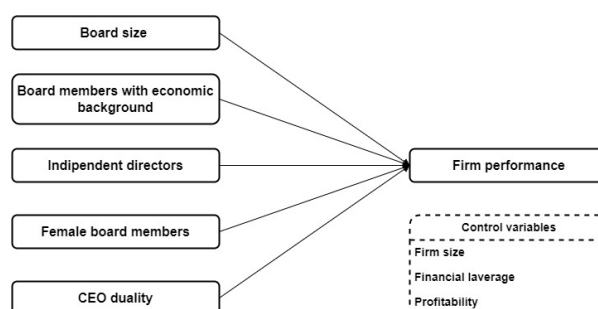 Board size
Board members with economic
background
Indipendent directors
Firm performance
Female board members
Control variables
Firm size
Financial laverage
CEO duality
Profitability